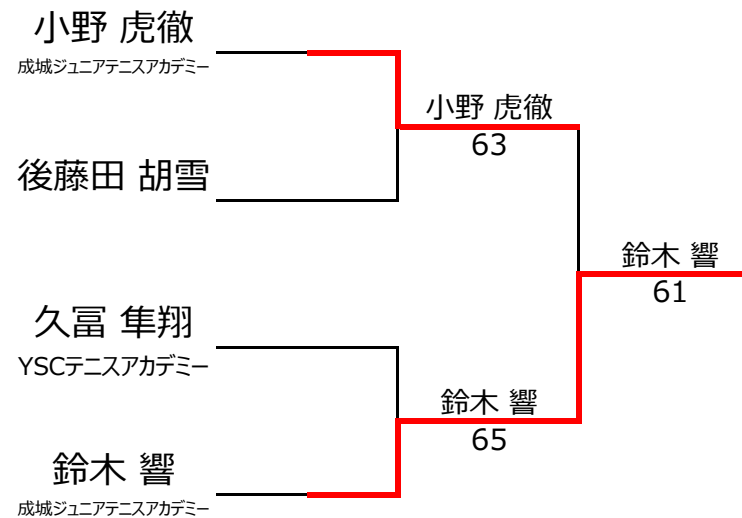 小野 虎徹
成城ジュニアテニスアカデミー
小野 虎徹
63
後藤田 胡雪
鈴木 響
61
久冨 隼翔
YSCテニスアカデミー
鈴木 響
65
鈴木 響
成城ジュニアテニスアカデミー